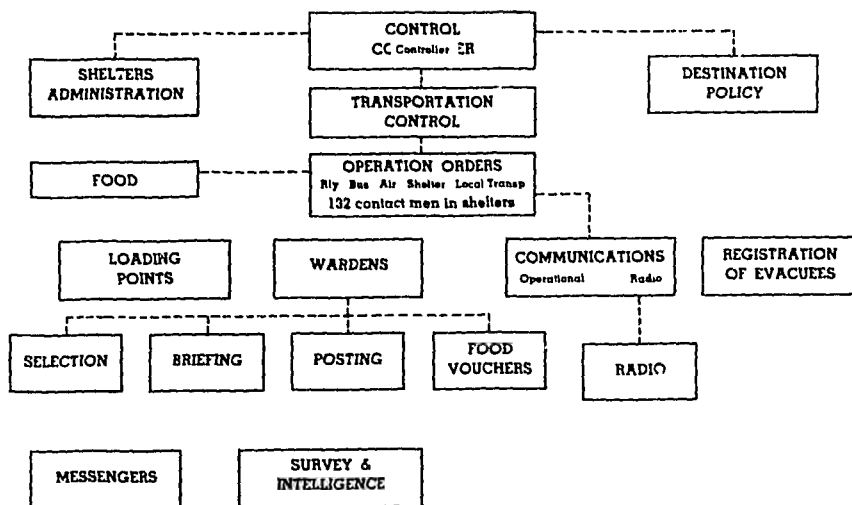 CONTROL
Controller
SHELTERS
ADMINISTRATION
DESTINATION
POLICY
TRANSPORTATION
CONTROL
FOOD
OPERATION ORDERS
Rly Bus Air Shelter Local Transp
132 contact men in shelters
LOADING
POINTS
WARDENS
COMMUNICATIONS
Operational Radio
REGISTRATION
OF EVACUEES
SELECTION
BRIEFING
POSTING
FOOD
VOUCHERS
RADIO
MESSENGERS
SURVEY &
INTELLIGENCE